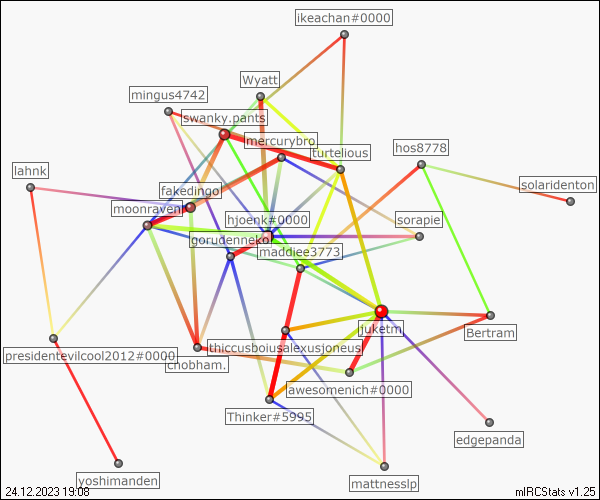 ikeachan#0000
Wyatt
mingus4742
swanky.pants
mercurybro
turtelious
hos8778
lahnk
solaridenton
fakedingo
moonraven
hjoenk#0000
sorapie
gorudenneko
maddiee3773
juketm
Bertram
thiccusboiusalexusjoneus
presidentevilcool2012#0000
cnobham.
awesomenich#0000
Thinker#5995
edgepanda
yoshimanden
mattnesslp
24.12.2023 19:08
mIRCStats v1.25